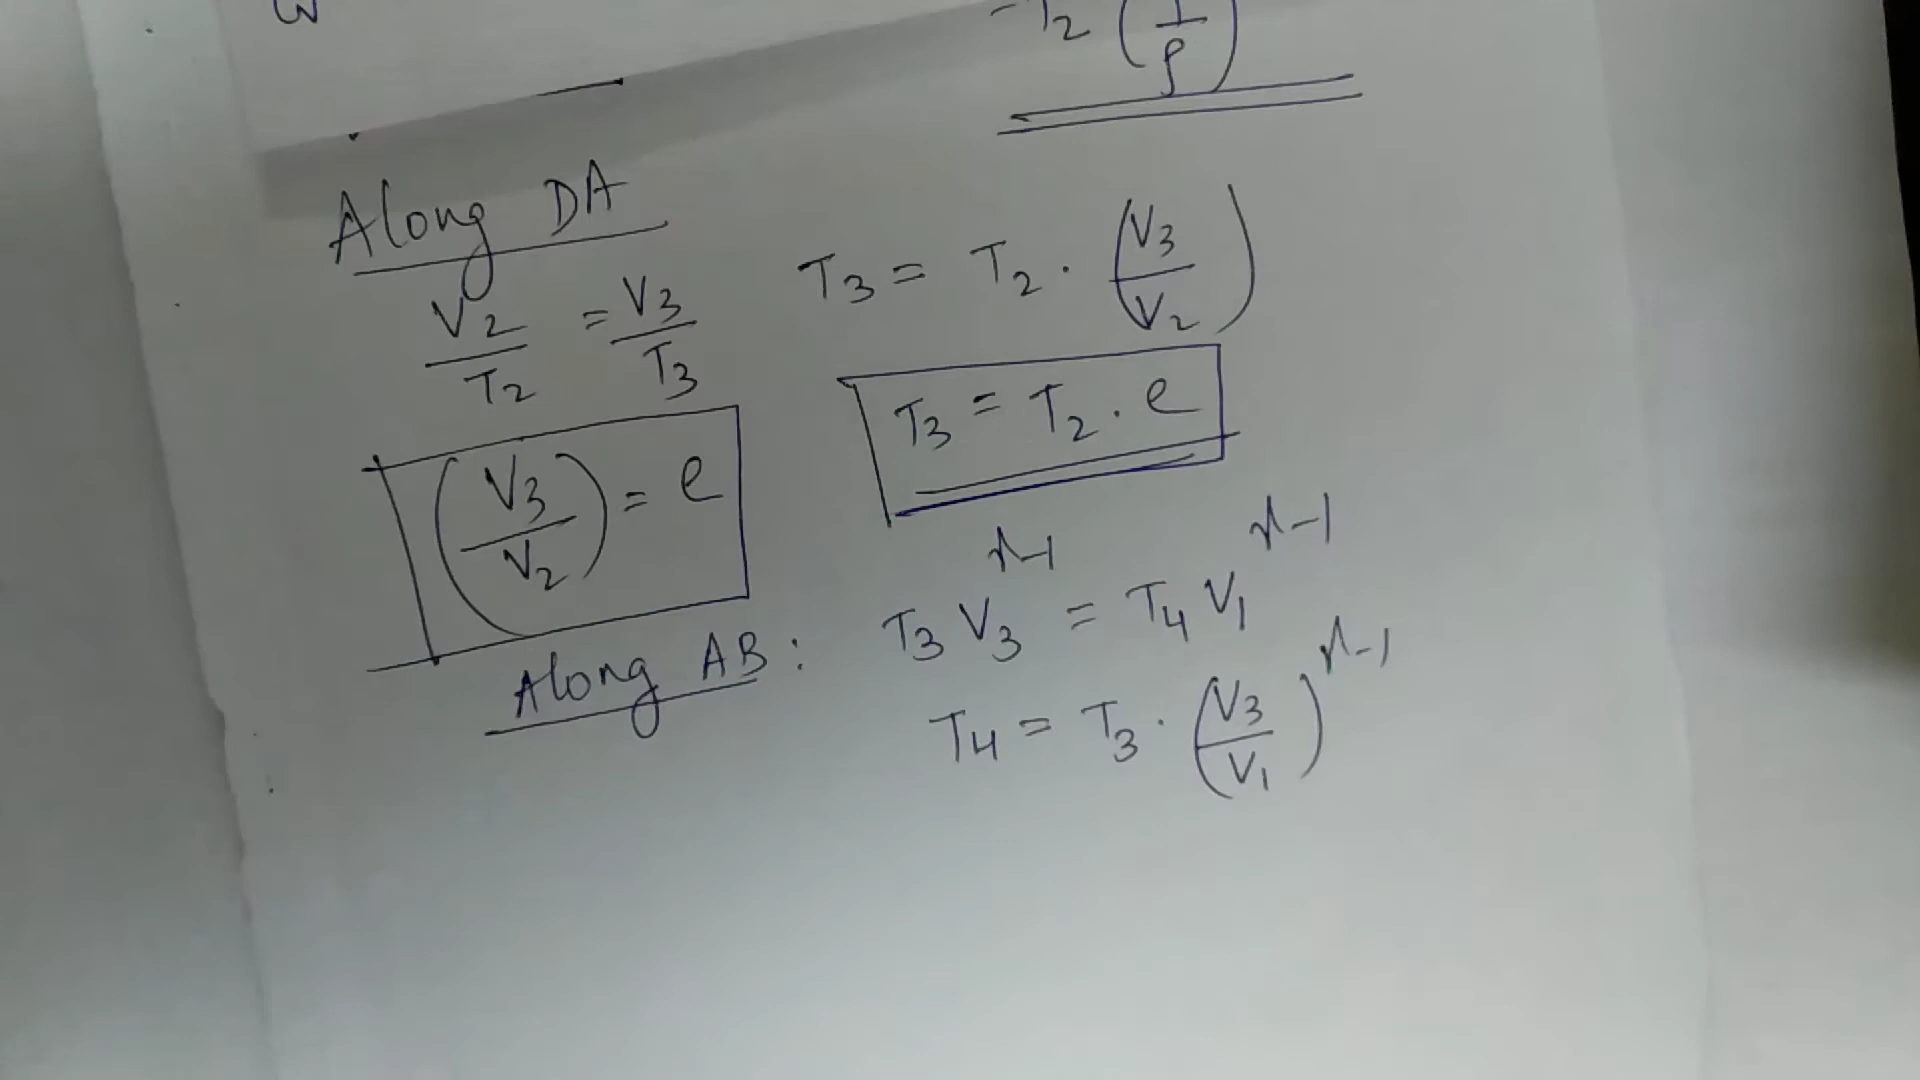 T₂ (1/ρ)
Along DA
V₂/T₂ = V₃/T₃
T₃ = T₂ · (V₃/V₂)
(V₃/V₂) = e
T₃ = T₂ · e
Along AB : T₃ V₃^(γ-1) = T₄ V₁^(γ-1)
T₄ = T₃ · (V₃/V₁)^(γ-1)